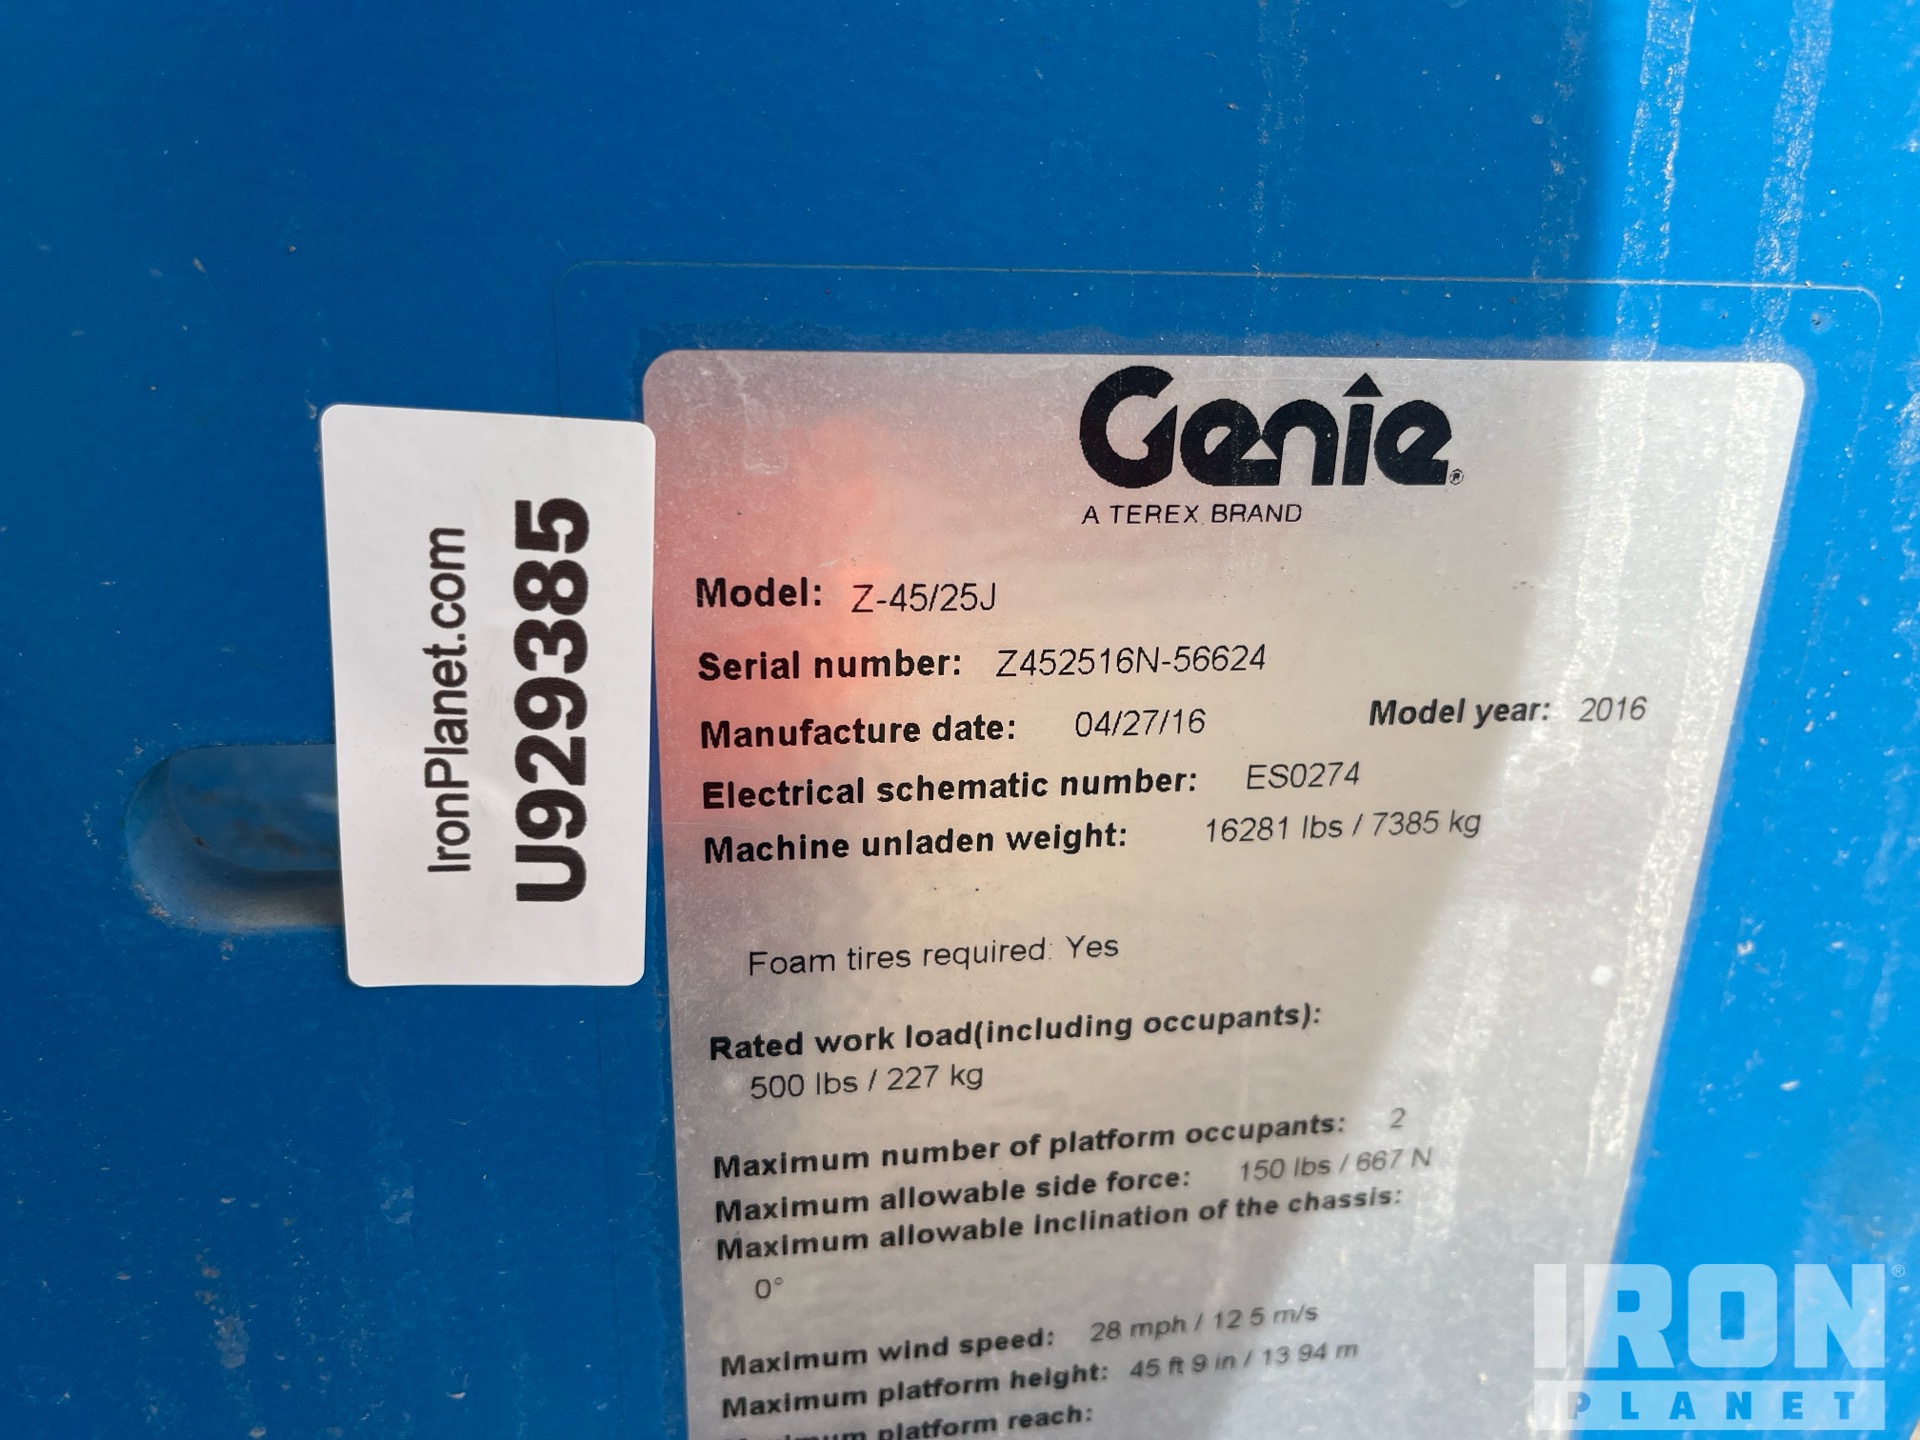 IronPlanet.com
U929385
Genie®
A TEREX BRAND
Model: Z-45/25J
Serial number: Z452516N-56624
Manufacture date: 04/27/16 Model year: 2016
Electrical schematic number: ES0274
Machine unladen weight: 16281 lbs / 7385 kg
Foam tires required: Yes
Rated work load(including occupants):
500 lbs / 227 kg
Maximum number of platform occupants: 2
Maximum allowable side force: 150 lbs / 667 N
Maximum allowable inclination of the chassis:
0°
Maximum wind speed: 28 mph / 12.5 m/s
Maximum platform height: 45 ft 9 in / 13.94 m
Maximum platform reach:
IRON®
PLANET